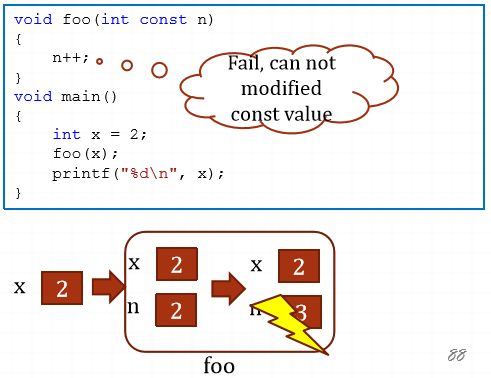 void foo(int const n)
{
n++;
}
void main()
{
int x = 2;
foo(x);
printf("%d\n", x);
}
Fail, can not
modified
const value
x 2
x 2
n 2
x 2
n 3
foo
88